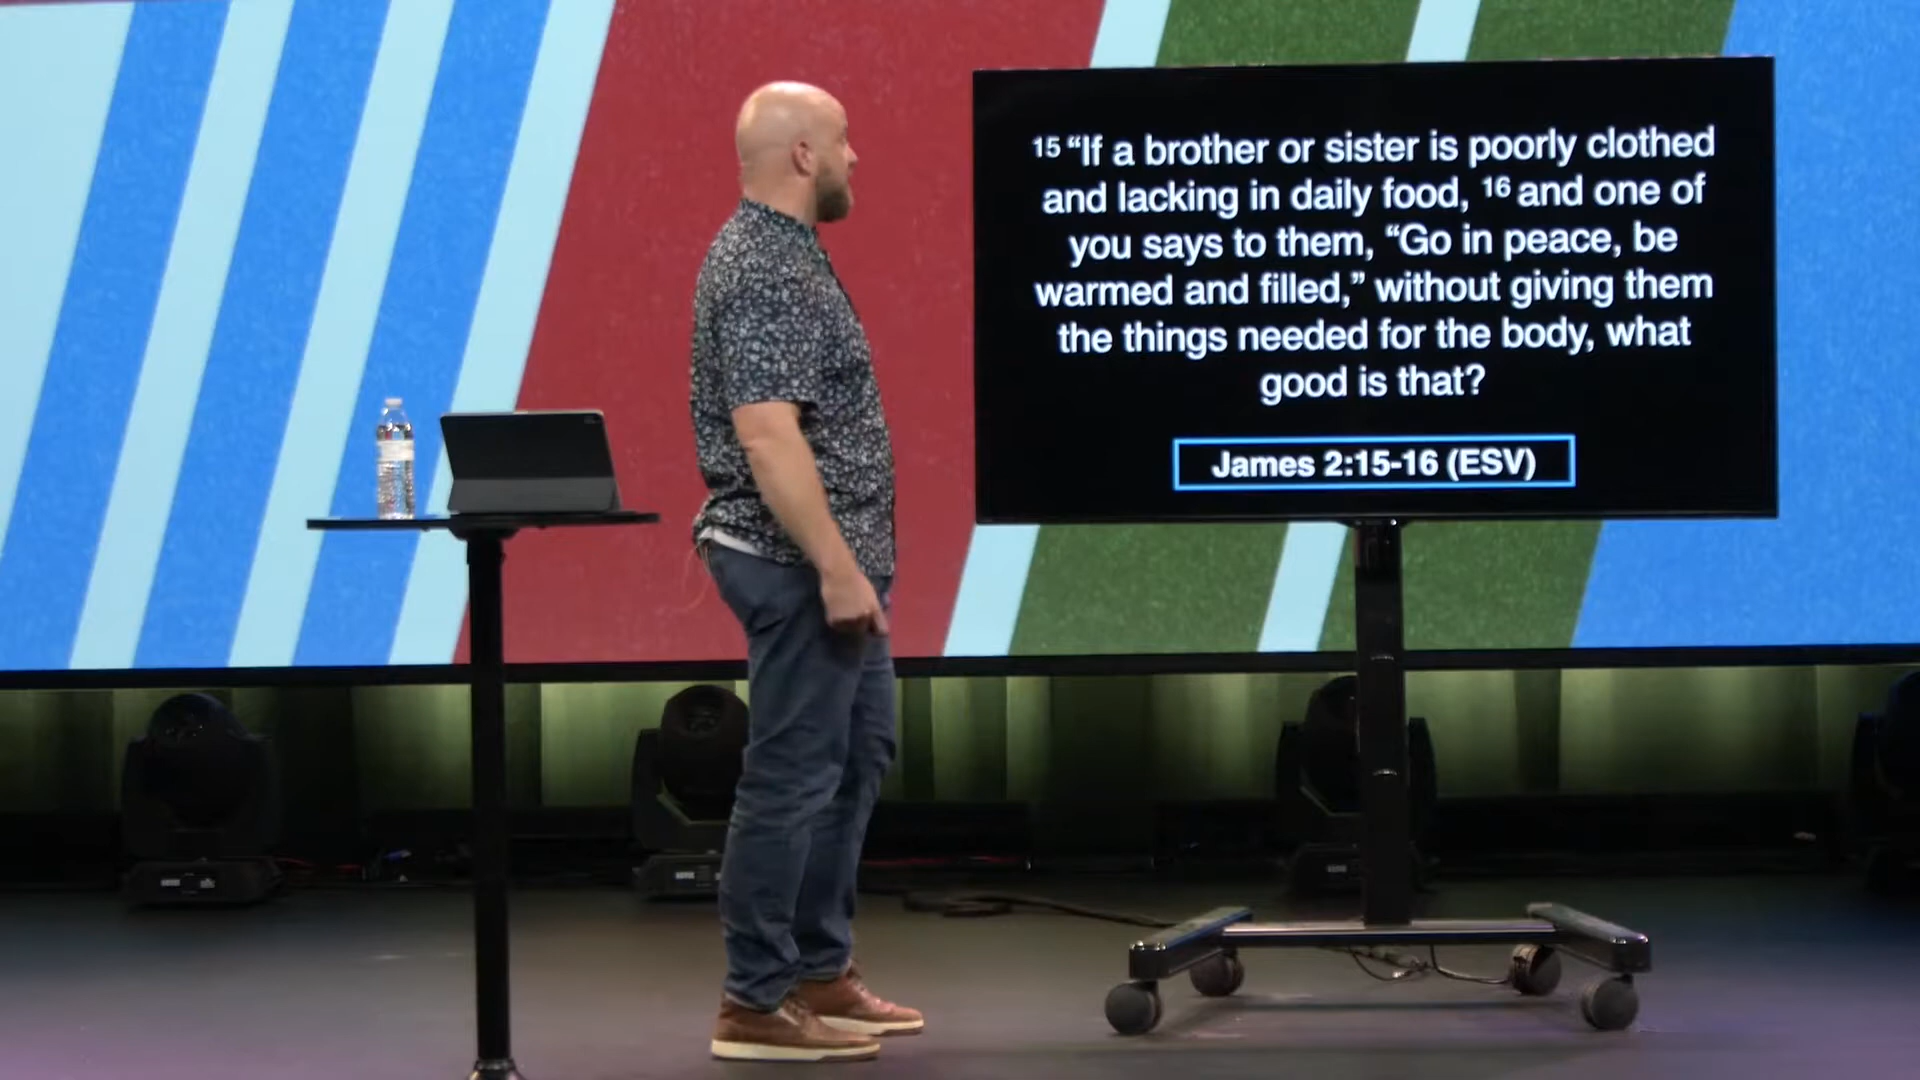 15 “If a brother or sister is poorly clothed
and lacking in daily food, 16 and one of
you says to them, “Go in peace, be
warmed and filled,” without giving them
the things needed for the body, what
good is that?
James 2:15-16 (ESV)